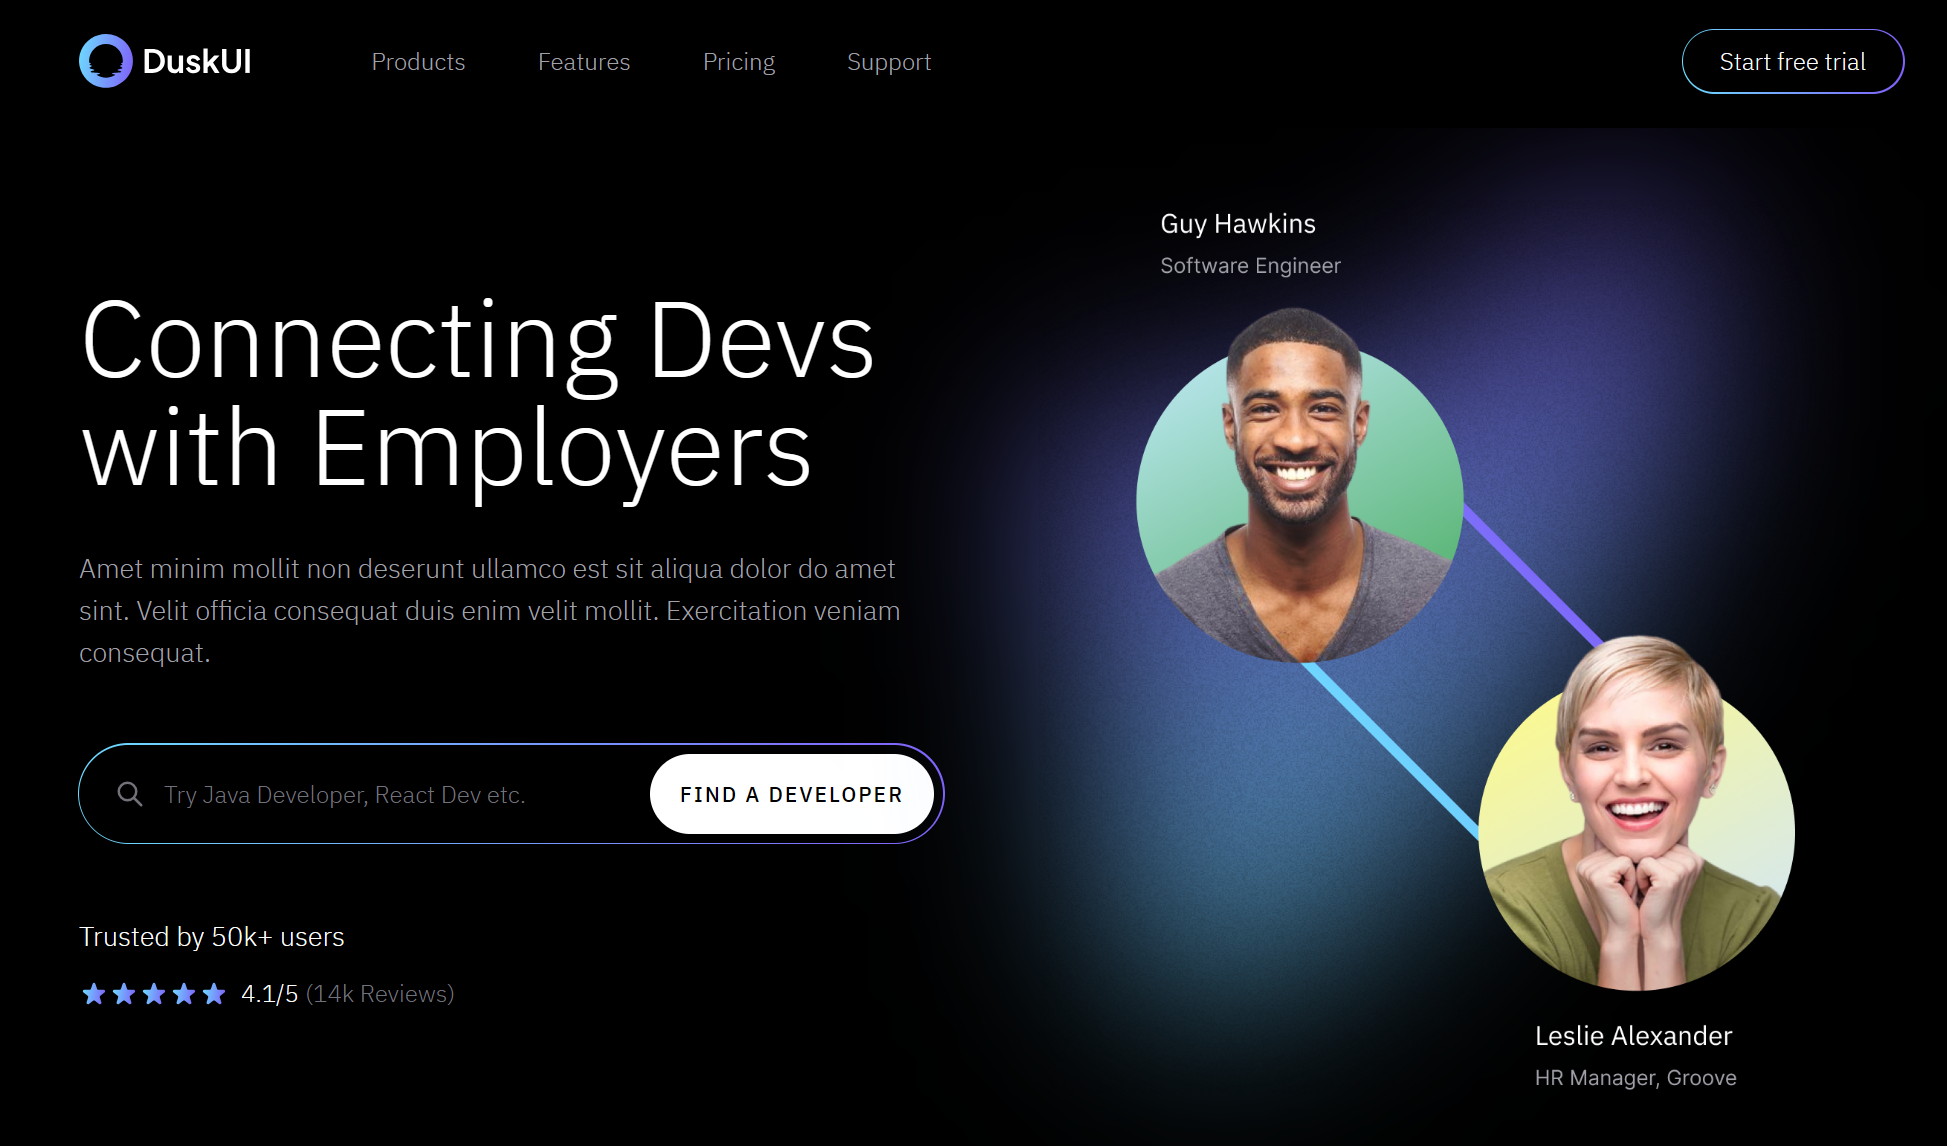 DuskUI
Products
Features
Pricing
Support
Start free trial
Guy Hawkins
Software Engineer
Connecting Devs
with Employers
Amet minim mollit non deserunt ullamco est sit aliqua dolor do amet
sint. Velit officia consequat duis enim velit mollit. Exercitation veniam
consequat.
Try Java Developer, React Dev etc.
FIND A DEVELOPER
Trusted by 50k+ users
4.1/5 (14k Reviews)
Leslie Alexander
HR Manager, Groove